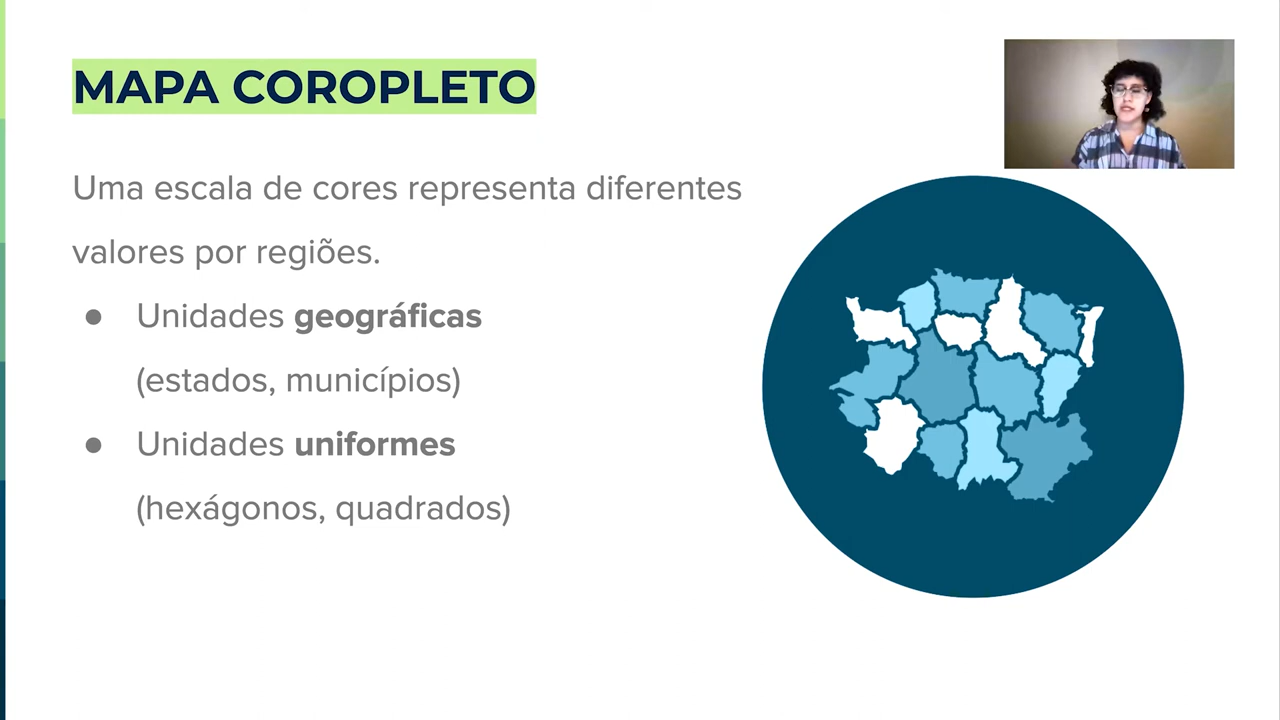 MAPA COROPLETO
Uma escala de cores representa diferentes
valores por regiões.
● Unidades geográficas
(estados, municípios)
● Unidades uniformes
(hexágonos, quadrados)